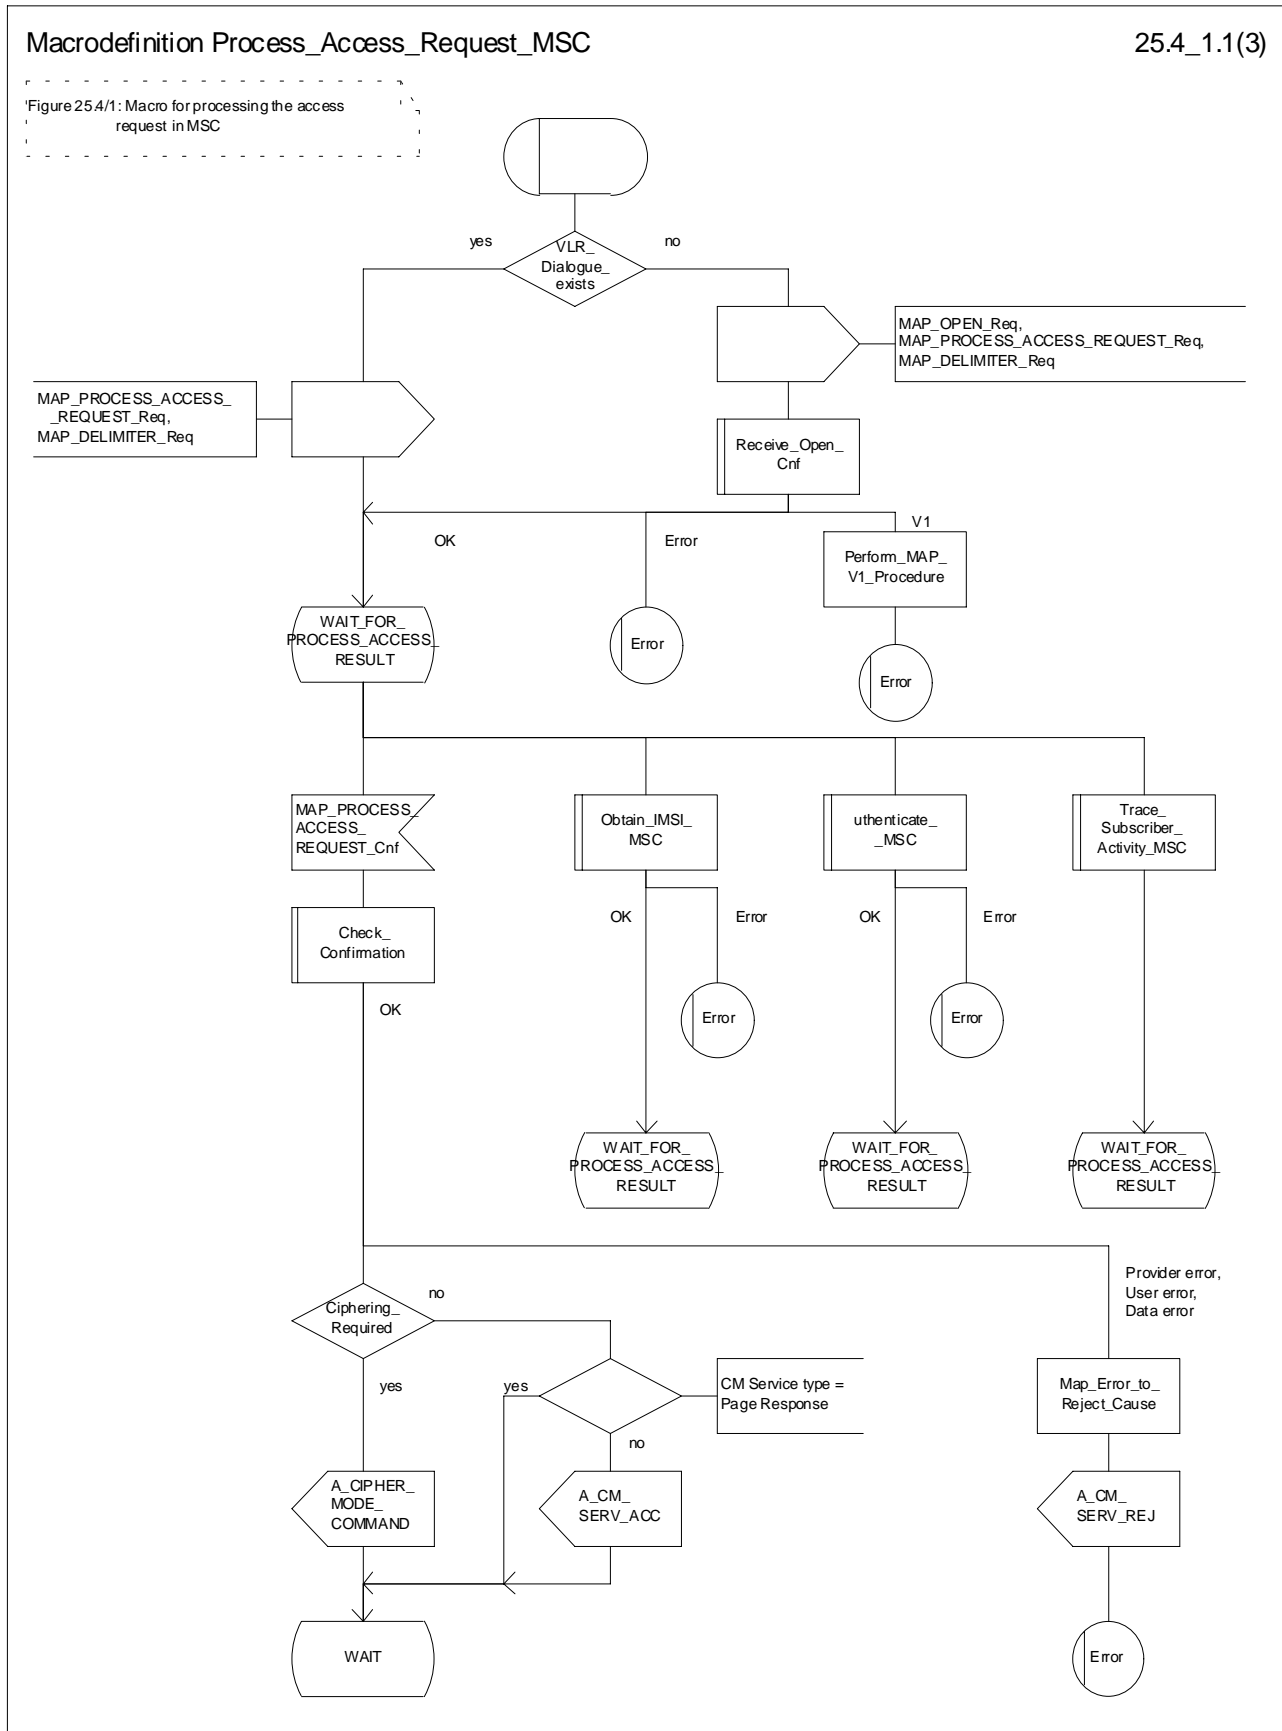 Macrodefinition Process_Access_Request_MSC
25.4_1.1(3)
Figure 25.4/1: Macro for processing the access
request in MSC
yes
VLR_
Dialogue_
exists
no
MAP_OPEN_Req,
MAP_PROCESS_ACCESS_REQUEST_Req,
MAP_DELIMITER_Req
MAP_PROCESS_ACCESS_
_REQUEST_Req,
MAP_DELIMITER_Req
Receive_Open_
Cnf
OK
Error
V1
Perform_MAP_
V1_Procedure
WAIT_FOR_
PROCESS_ACCESS_
RESULT
Error
Error
MAP_PROCESS_
ACCESS_
REQUEST_Cnf
Obtain_IMSI_
MSC
uthenticate_
_MSC
Trace_
Subscriber_
Activity_MSC
Check_
Confirmation
OK
Error
OK
Error
OK
Error
Error
WAIT_FOR_
PROCESS_ACCESS_
RESULT
WAIT_FOR_
PROCESS_ACCESS_
RESULT
WAIT_FOR_
PROCESS_ACCESS_
RESULT
Provider error,
User error,
Data error
Ciphering_
Required
no
yes
yes
CM Service type =
Page Response
no
Map_Error_to_
Reject_Cause
A_CIPHER_
MODE_
COMMAND
A_CM_
SERV_ACC
A_CM_
SERV_REJ
WAIT
Error